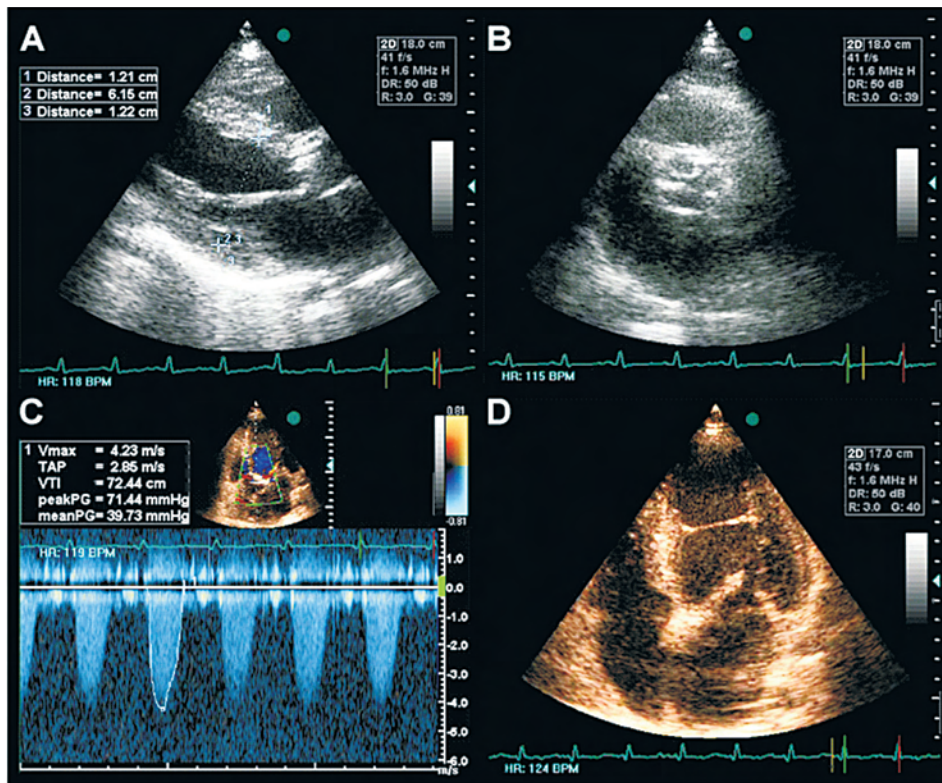 A
1 Distance= 1.21 cm
2 Distance= 6.15 cm
3 Distance= 1.22 cm
2D 18.0 cm
41 f/s
f: 1.6 MHz H
DR: 50 dB
R: 3.0 G: 39
1
2
3
HR: 118 BPM
B
2D 18.0 cm
41 f/s
f: 1.6 MHz H
DR: 50 dB
R: 3.0 G: 39
HR: 115 BPM
C
1 Vmax = 4.23 m/s
TAP = 2.85 m/s
VTI = 72.44 cm
peakPG = 71.44 mmHg
meanPG = 39.73 mmHg
0.81
-0.81
HR: 119 BPM
1.0
0.0
-1.0
-2.0
-3.0
-4.0
-5.0
-6.0
m/s
D
2D 17.0 cm
43 f/s
f: 1.6 MHz H
DR: 50 dB
R: 3.0 G: 40
HR: 124 BPM